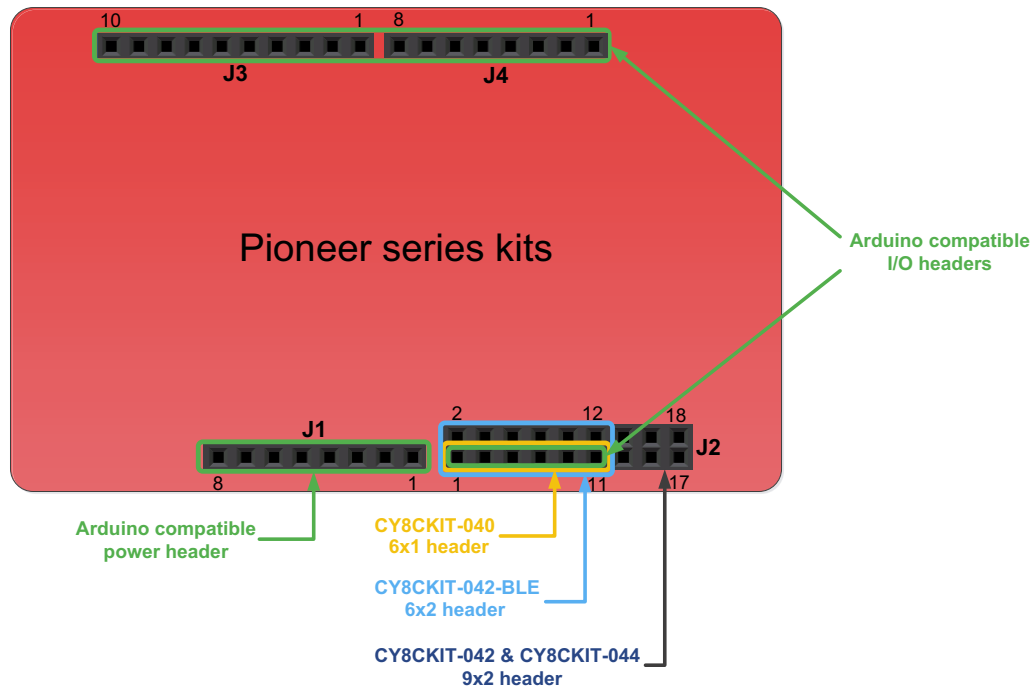 10 1 8 1
J3 J4
Pioneer series kits
Arduino compatible
I/O headers
2 12 18
J1
J2
8 1 1 11 17
Arduino compatible
power header
CY8CKIT-040
6x1 header
CY8CKIT-042-BLE
6x2 header
CY8CKIT-042 & CY8CKIT-044
9x2 header